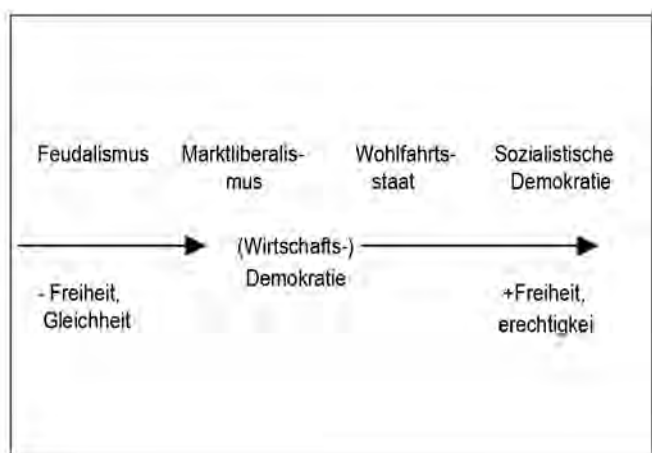 Feudalismus Marktliberalis- Wohlfahrts- Sozialistische
mus staat Demokratie
(Wirtschafts-)
Demokratie
- Freiheit, +Freiheit,
Gleichheit erechtigkei